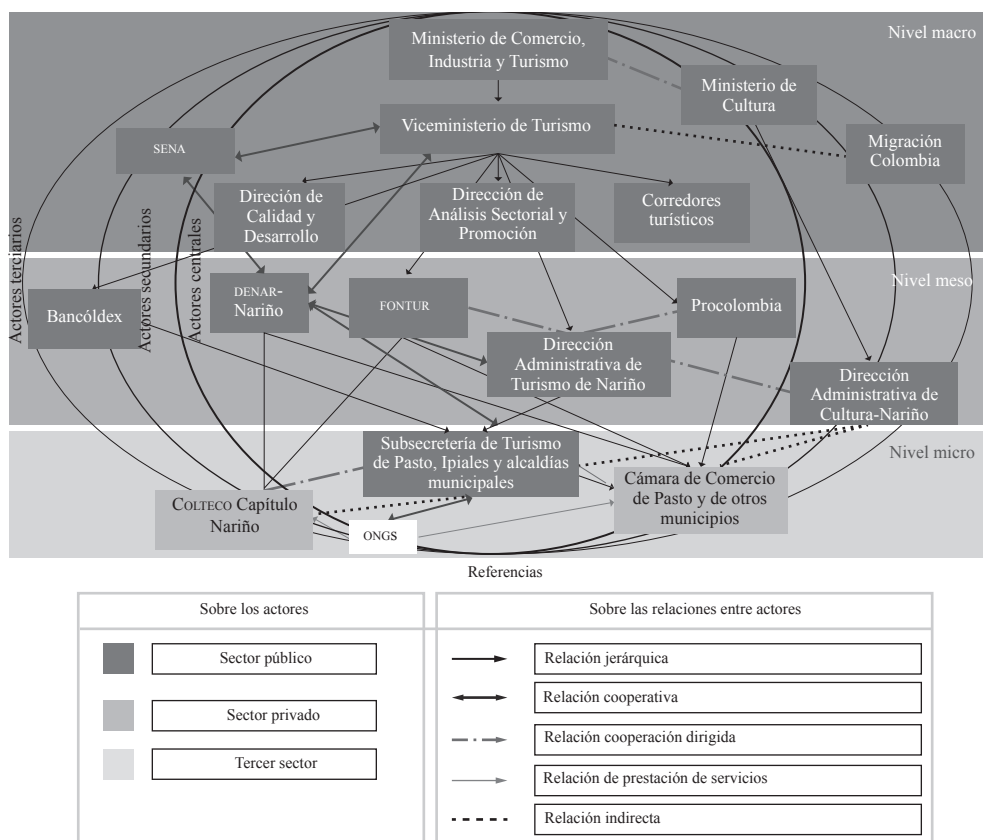 Nivel macro
Ministerio de Comercio,
Industria y Turismo
Ministerio de
Cultura
Viceministerio de Turismo
SENA
Migración
Colombia
Direción de
Calidad y
Desarrollo
Dirección de
Análisis Sectorial y
Promoción
Corredores
turísticos
Actores terciarios
Actores secundarios
Actores centrales
Nivel meso
Bancóldex
DENAR-
Nariño
FONTUR
Procolombia
Dirección
Administrativa de
Turismo de Nariño
Dirección
Administrativa de
Cultura-Nariño
Nivel micro
Subsecretería de Turismo
de Pasto, Ipiales y alcaldías
municipales
Cámara de Comercio
de Pasto y de otros
municipios
COLTECO Capítulo
Nariño
ONGS
Referencias
Sobre los actores
Sector público
Sector privado
Tercer sector
Sobre las relaciones entre actores
Relación jerárquica
Relación cooperativa
Relación cooperación dirigida
Relación de prestación de servicios
Relación indirecta